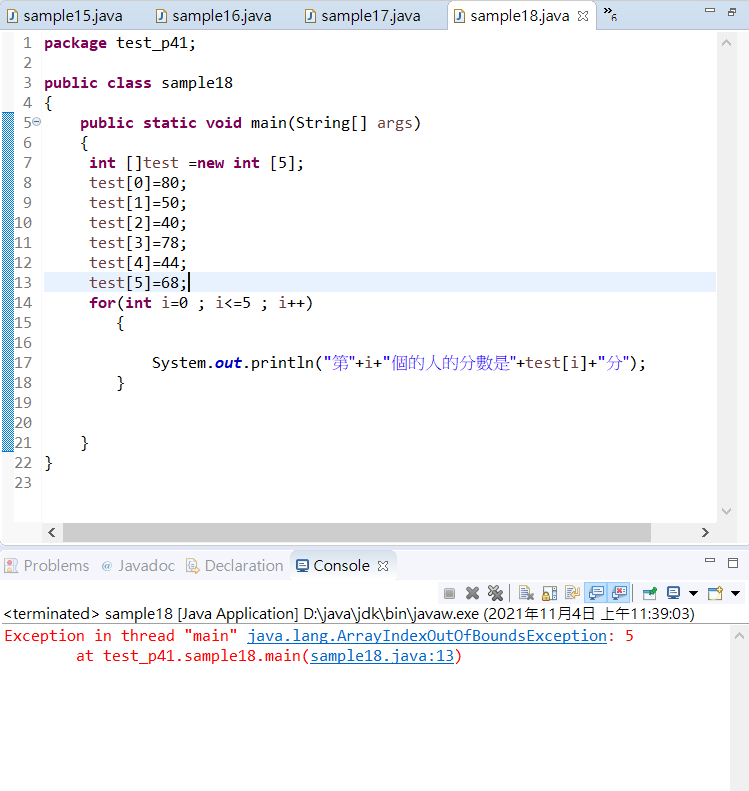 sample15.java sample16.java sample17.java sample18.java »6
1 package test_p41;
2
3 public class sample18
4 {
5 public static void main(String[] args)
6 {
7 int []test =new int [5];
8 test[0]=80;
9 test[1]=50;
10 test[2]=40;
11 test[3]=78;
12 test[4]=44;
13 test[5]=68;
14 for(int i=0 ; i<=5 ; i++)
15 {
16
17 System.out.println("第"+i+"個的人的分數是"+test[i]+"分");
18 }
19
20
21 }
22 }
23
Problems @ Javadoc Declaration Console
<terminated> sample18 [Java Application] D:\java\jdk\bin\javaw.exe (2021年11月4日 上午11:39:03)
Exception in thread "main" java.lang.ArrayIndexOutOfBoundsException: 5
at test_p41.sample18.main(sample18.java:13)